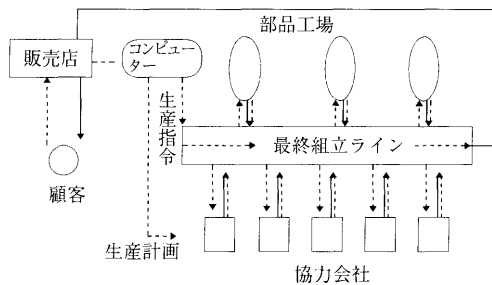 部品工場
販売店
コンピュー
ター
生産指令
最終組立ライン
顧客
生産計画
協力会社